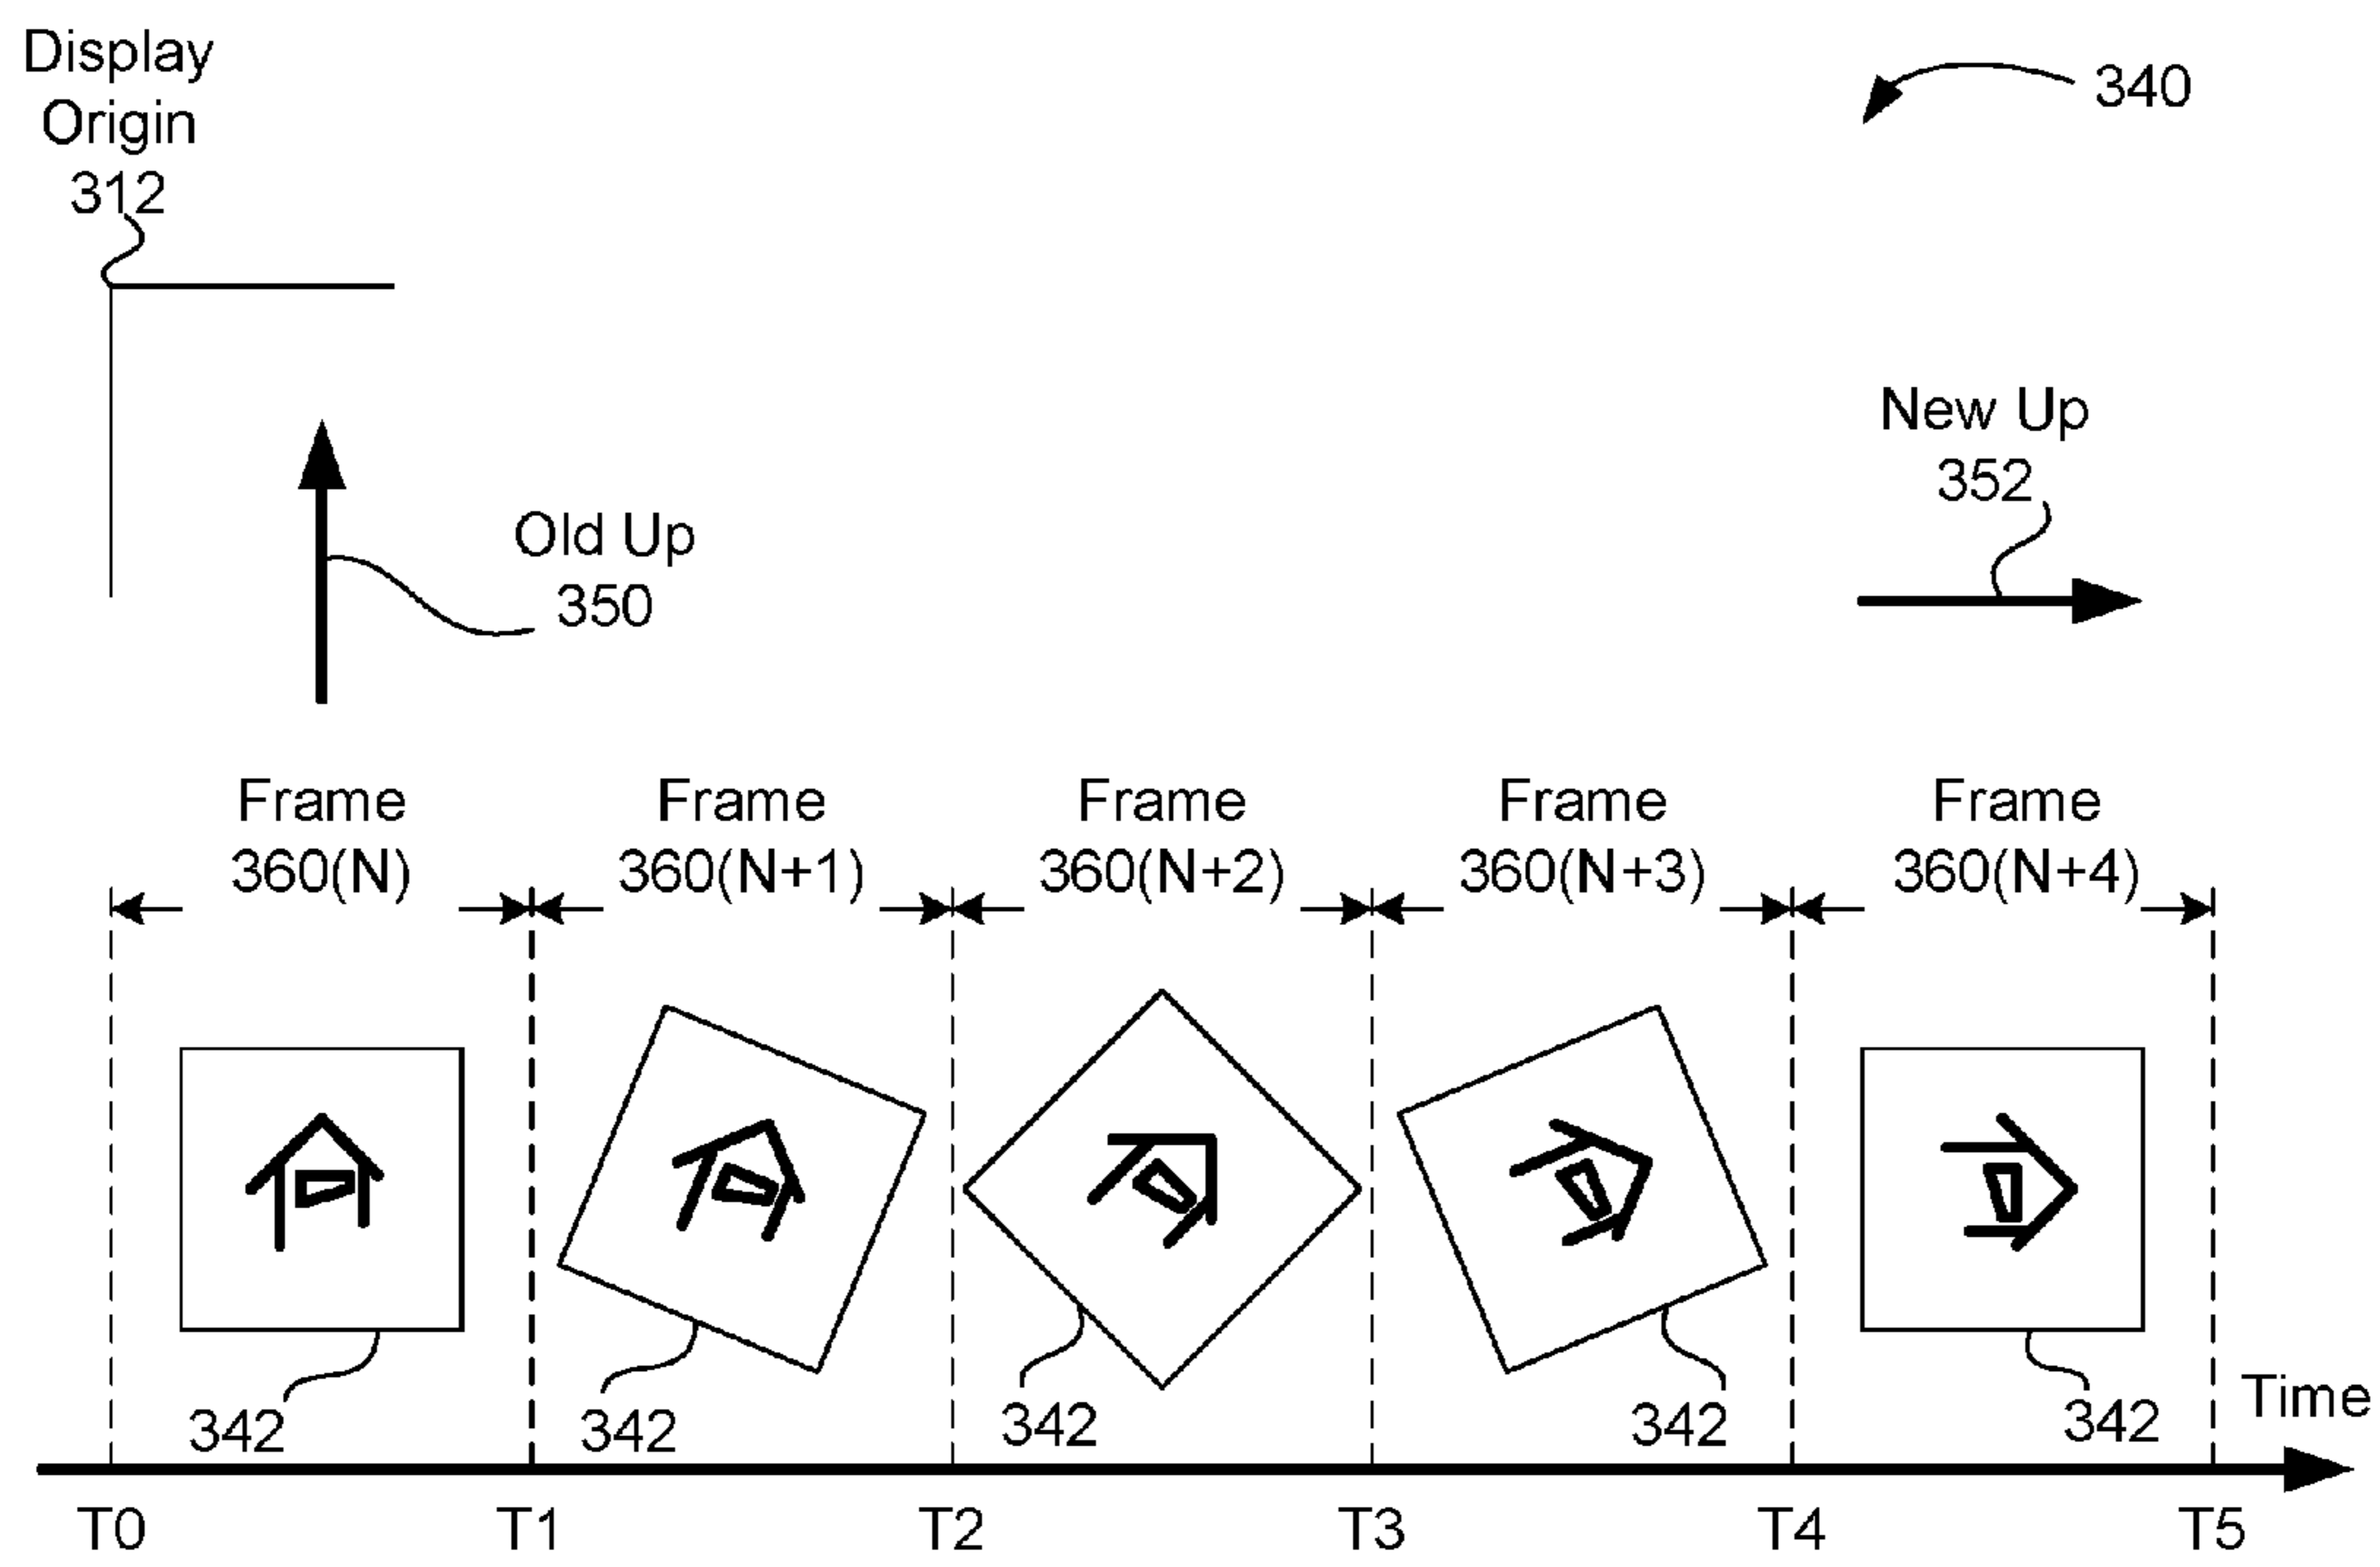 Display
Origin
312
340
New Up
352
Old Up
350
Frame
360(N)
Frame
360(N+1)
Frame
360(N+2)
Frame
360(N+3)
Frame
360(N+4)
342
342
342
342
342
Time
T0
T1
T2
T3
T4
T5